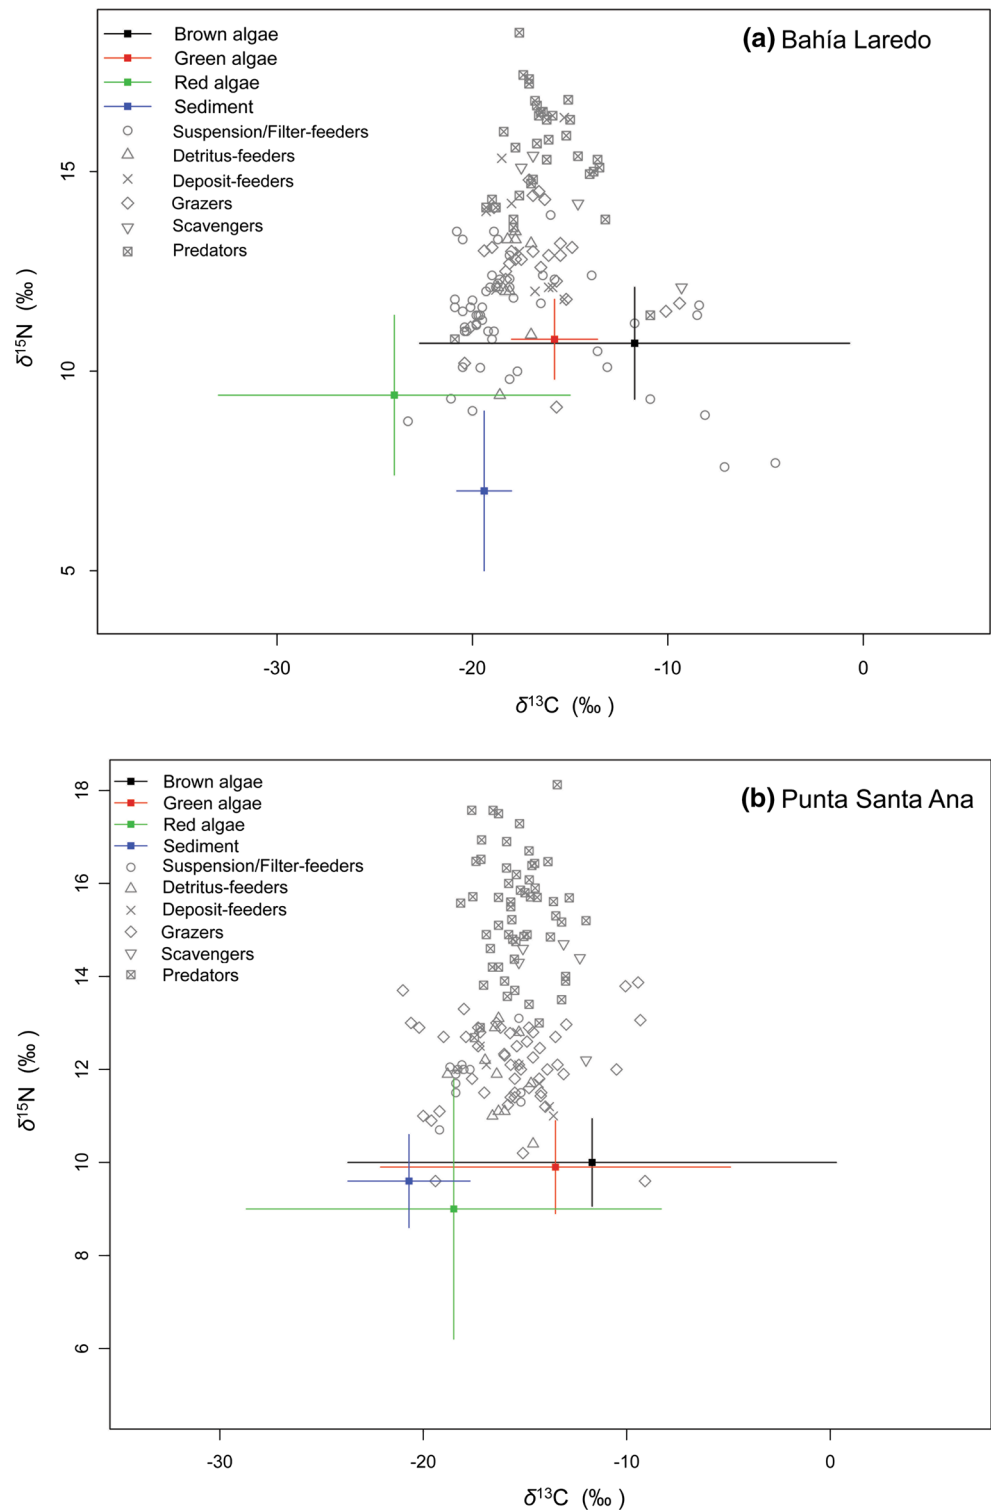 (a) Bahía Laredo
Brown algae
Green algae
Red algae
Sediment
Suspension/Filter-feeders
Detritus-feeders
Deposit-feeders
Grazers
Scavengers
Predators
15
10
5
δ15N (‰)
-30 -20 -10 0
δ13C (‰)
(b) Punta Santa Ana
Brown algae
Green algae
Red algae
Sediment
Suspension/Filter-feeders
Detritus-feeders
Deposit-feeders
Grazers
Scavengers
Predators
18
16
14
12
10
8
6
δ15N (‰)
-30 -20 -10 0
δ13C (‰)